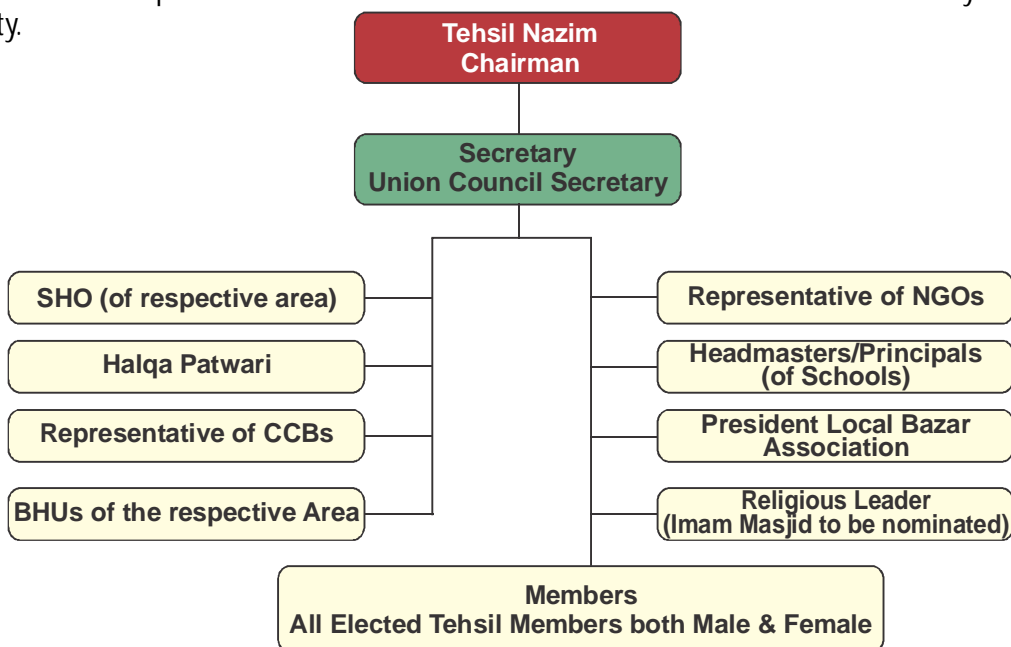 ty.
Tehsil Nazim
Chairman
Secretary
Union Council Secretary
SHO (of respective area)
Halqa Patwari
Representative of CCBs
BHUs of the respective Area
Representative of NGOs
Headmasters/Principals
(of Schools)
President Local Bazar
Association
Religious Leader
(Imam Masjid to be nominated)
Members
All Elected Tehsil Members both Male & Female